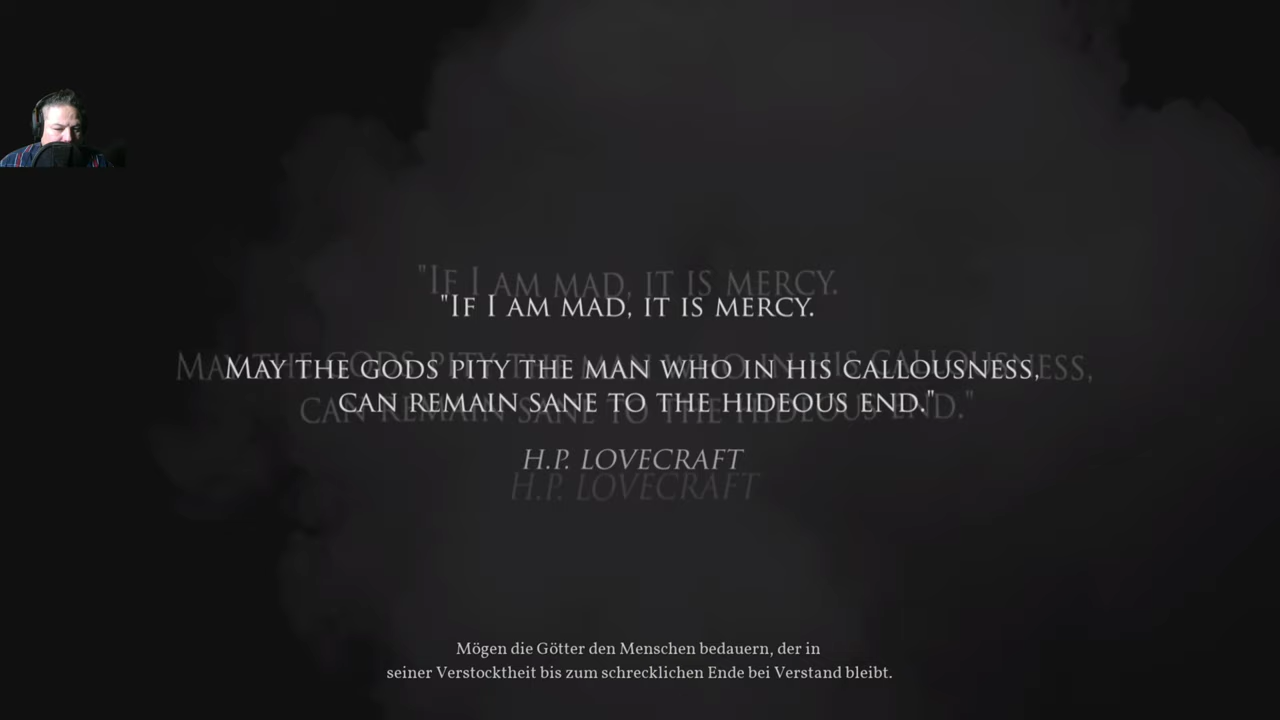 "If I am mad, it is mercy.
May the gods pity the man who in his callousness,
can remain sane to the hideous end."
H.P. Lovecraft
Mögen die Götter den Menschen bedauern, der in
seiner Verstocktheit bis zum schrecklichen Ende bei Verstand bleibt.